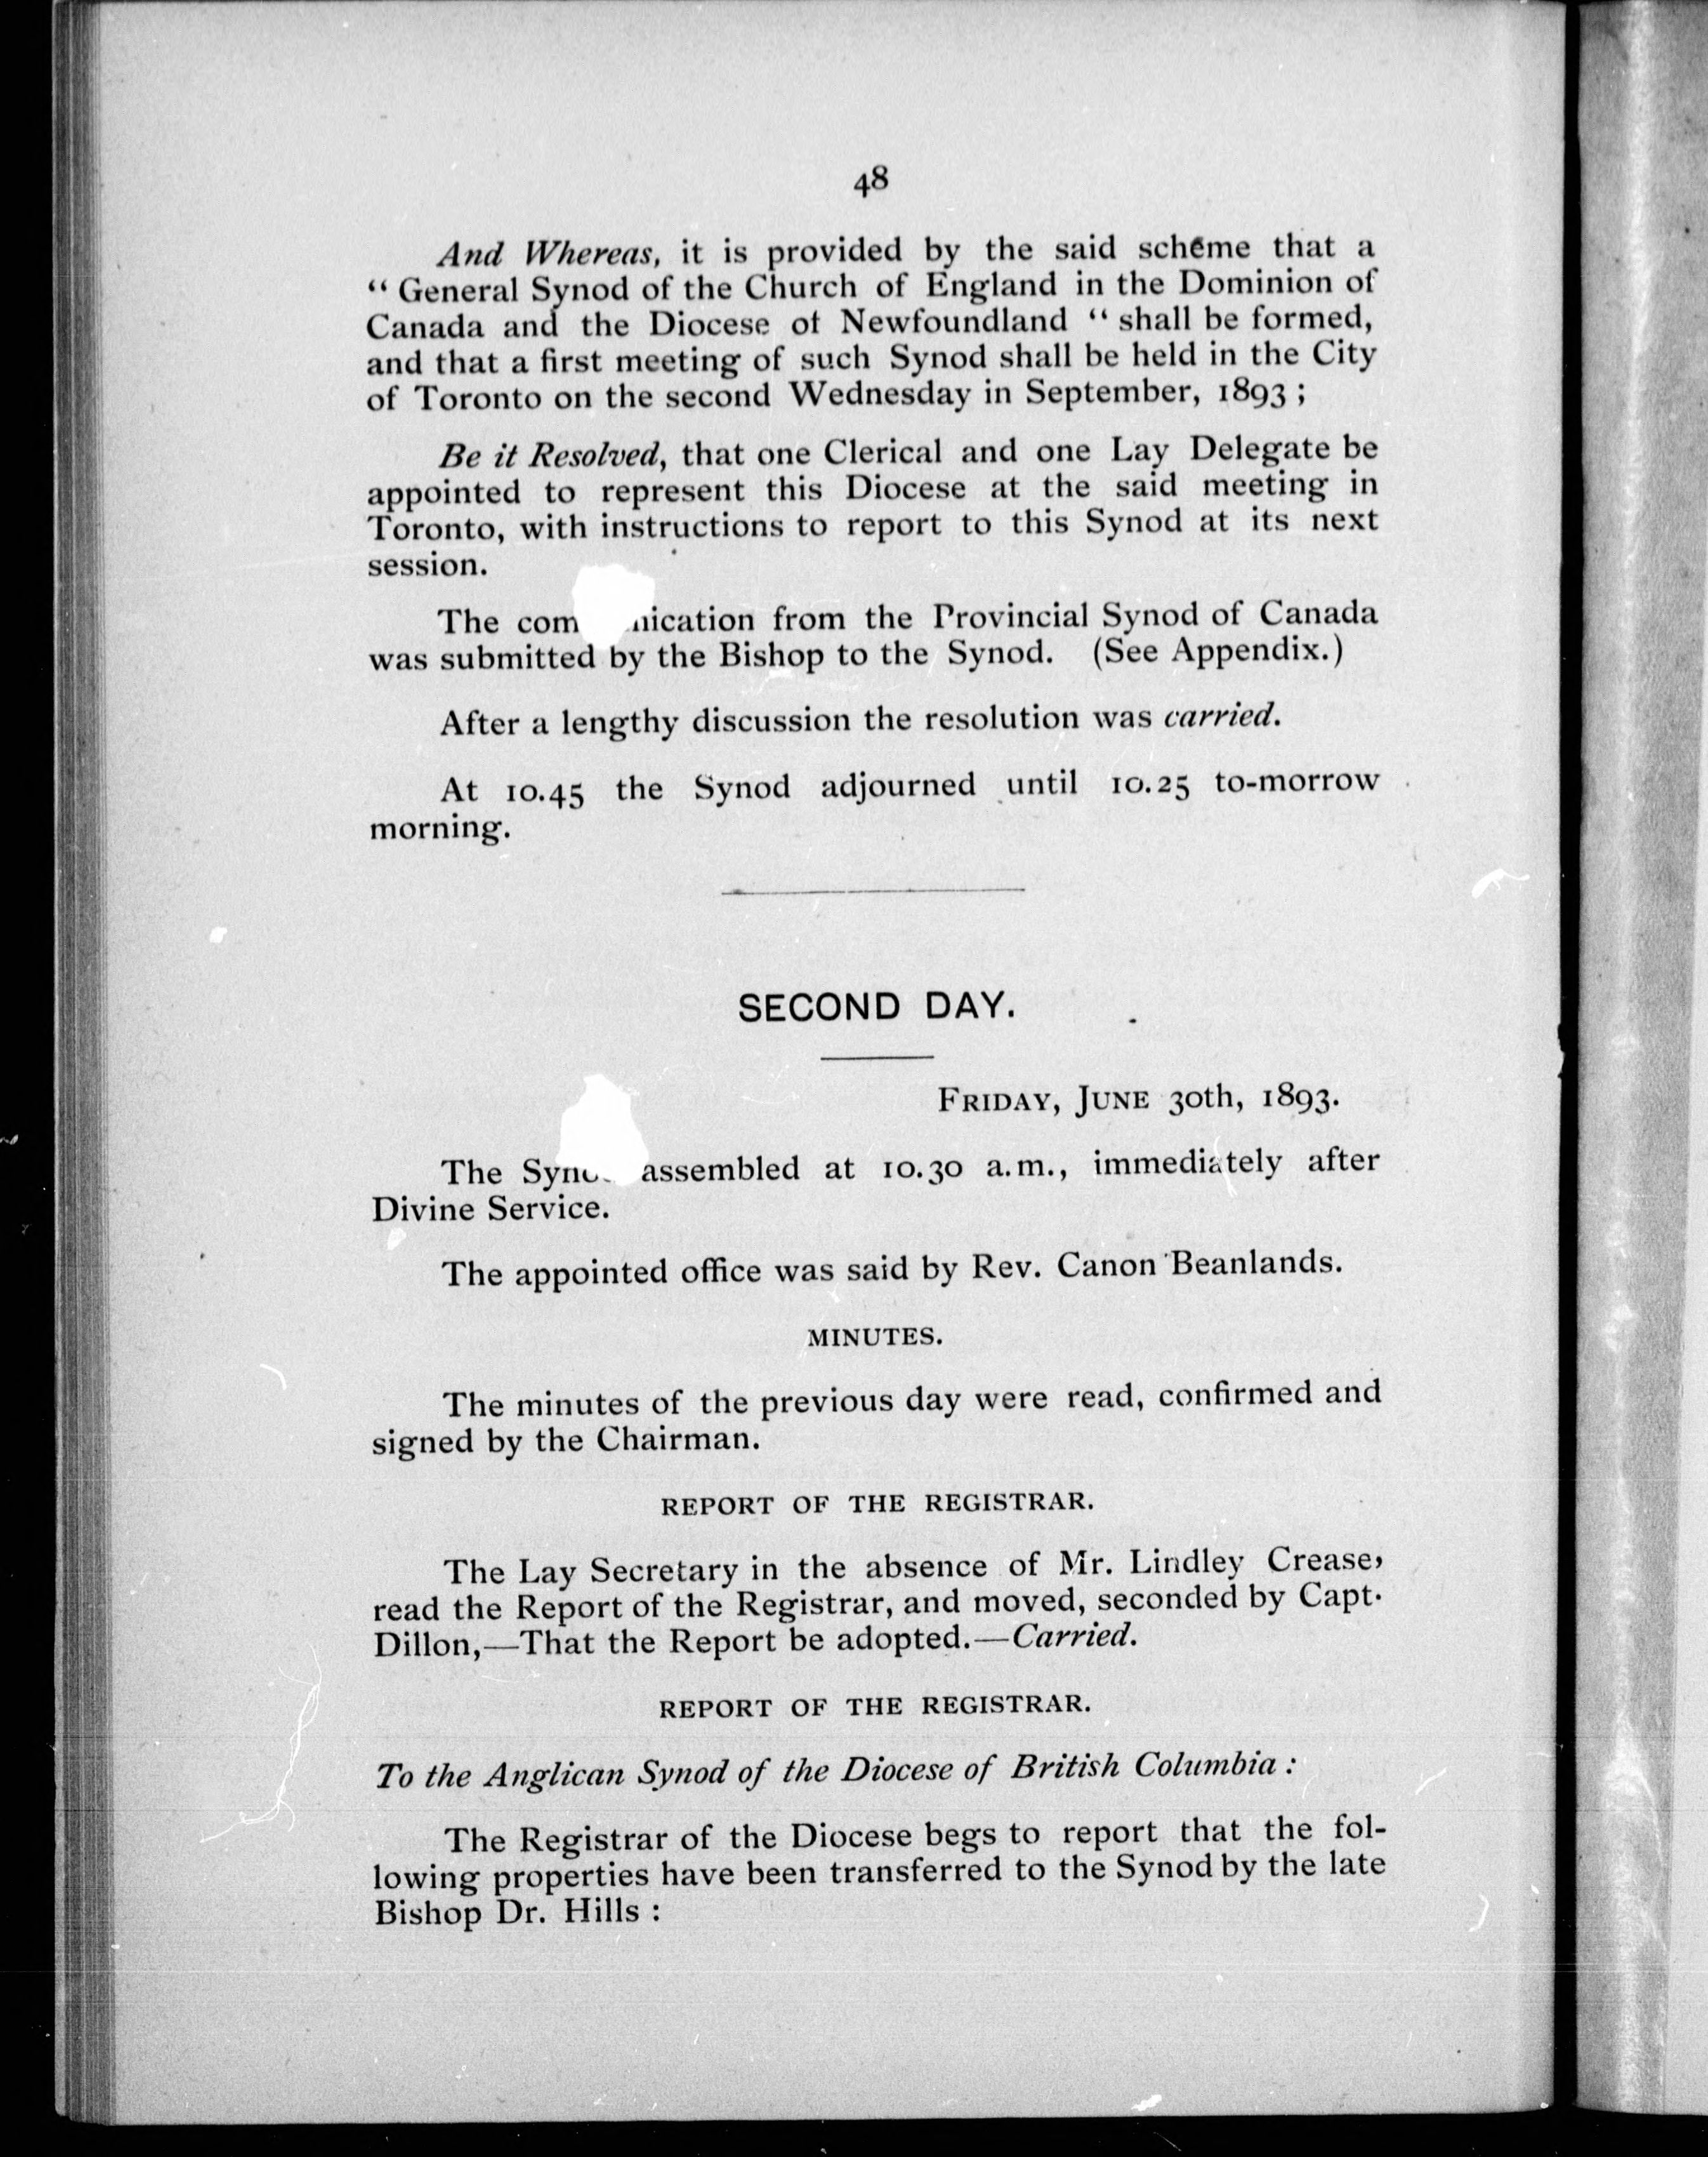 48
And Whereas, it is provided by the said scheme that a
“ General Synod of the Church of England in the Dominion of
Canada and the Diocese of Newfoundland “ shall be formed,
and that a first meeting of such Synod shall be held in the City
of Toronto on the second Wednesday in September, 1893 ;
Be it Resolved, that one Clerical and one Lay Delegate be
appointed to represent this Diocese at the said meeting in
Toronto, with instructions to report to this Synod at its next
session.
The from the Provincial Synod of Canada
was submitted by the Bishop to the Synod. (See Appendix.)
After a lengthy discussion the resolution was carried.
At 10.45 the Synod adjourned until 10.25 to-morrow
morning.
SECOND DAY.
FRIDAY, JUNE 30th, 1893.
The assembled at 10.30 a.m., immediately after
Divine Service.
The appointed office was said by Rev. Canon Beanlands.
MINUTES.
The minutes of the previous day were read, confirmed and
signed by the Chairman.
REPORT OF THE REGISTRAR.
The Lay Secretary in the absence of Mr. Lindley Crease,
read the Report of the Registrar, and moved, seconded by Capt.
Dillon,—That the Report be adopted.—Carried.
REPORT OF THE REGISTRAR.
To the Anglican Synod of the Diocese of British Columbia :
The Registrar of the Diocese begs to report that the fol-
lowing properties have been transferred to the Synod by the late
Bishop Dr. Hills :